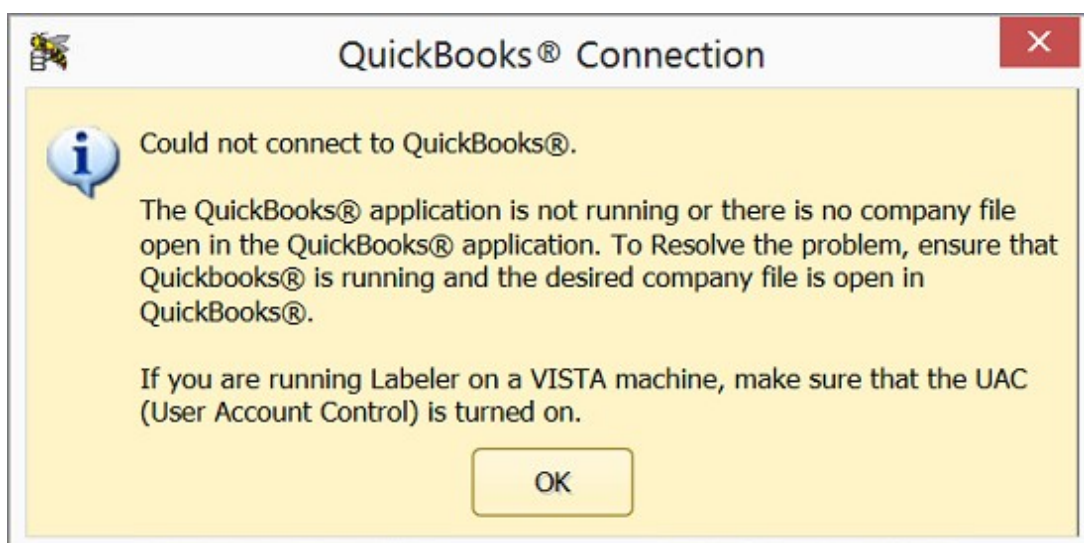 QuickBooks® Connection
Could not connect to QuickBooks®.
The QuickBooks® application is not running or there is no company file
open in the QuickBooks® application. To Resolve the problem, ensure that
Quickbooks® is running and the desired company file is open in
QuickBooks®.
If you are running Labeler on a VISTA machine, make sure that the UAC
(User Account Control) is turned on.
OK